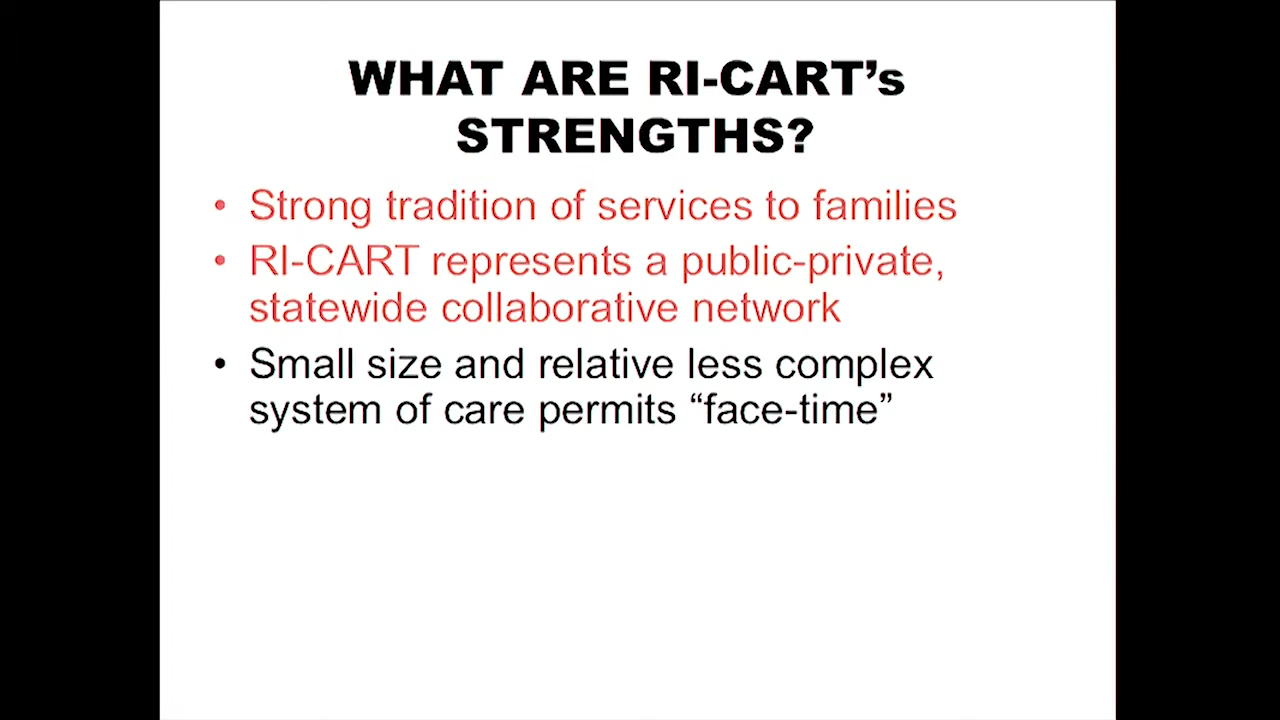 WHAT ARE RI-CART’s
STRENGTHS?
• Strong tradition of services to families
• RI-CART represents a public-private,
statewide collaborative network
• Small size and relative less complex
system of care permits “face-time”